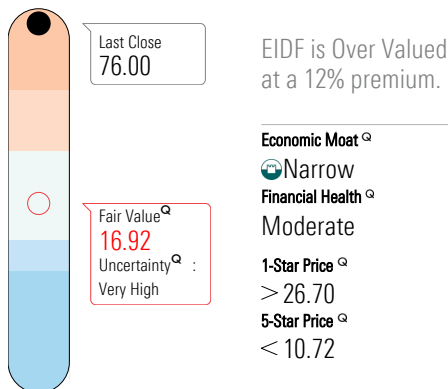 Last Close
76.00
EIDF is Over Valued
at a 12% premium.
Economic Moat Q
Narrow
Financial Health Q
Moderate
Fair Value Q
16.92
Uncertainty Q :
Very High
1-Star Price Q
> 26.70
5-Star Price Q
< 10.72